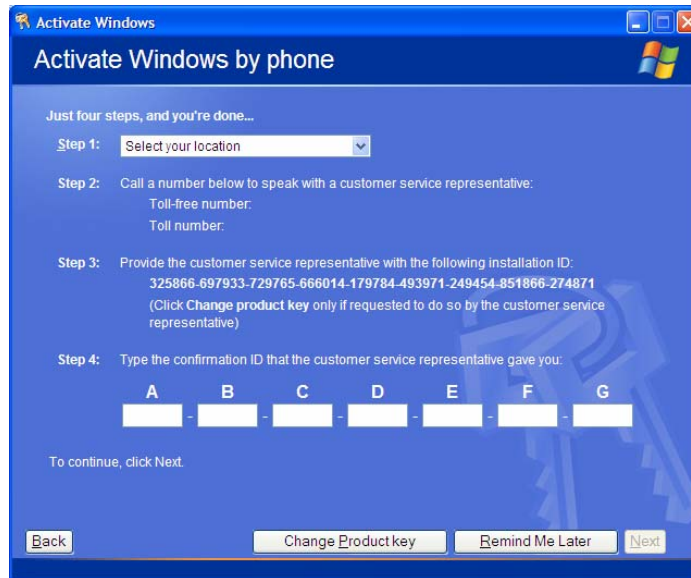 Activate Windows
Activate Windows by phone
Just four steps, and you're done...
Step 1: Select your location
Step 2: Call a number below to speak with a customer service representative:
Toll-free number:
Toll number:
Step 3: Provide the customer service representative with the following installation ID:
325866-697933-729765-666014-179784-493971-249454-851866-274871
(Click Change product key only if requested to do so by the customer service
representative)
Step 4: Type the confirmation ID that the customer service representative gave you:
A B C D E F G
- - - - - -
To continue, click Next.
Back Change Product key Remind Me Later Next